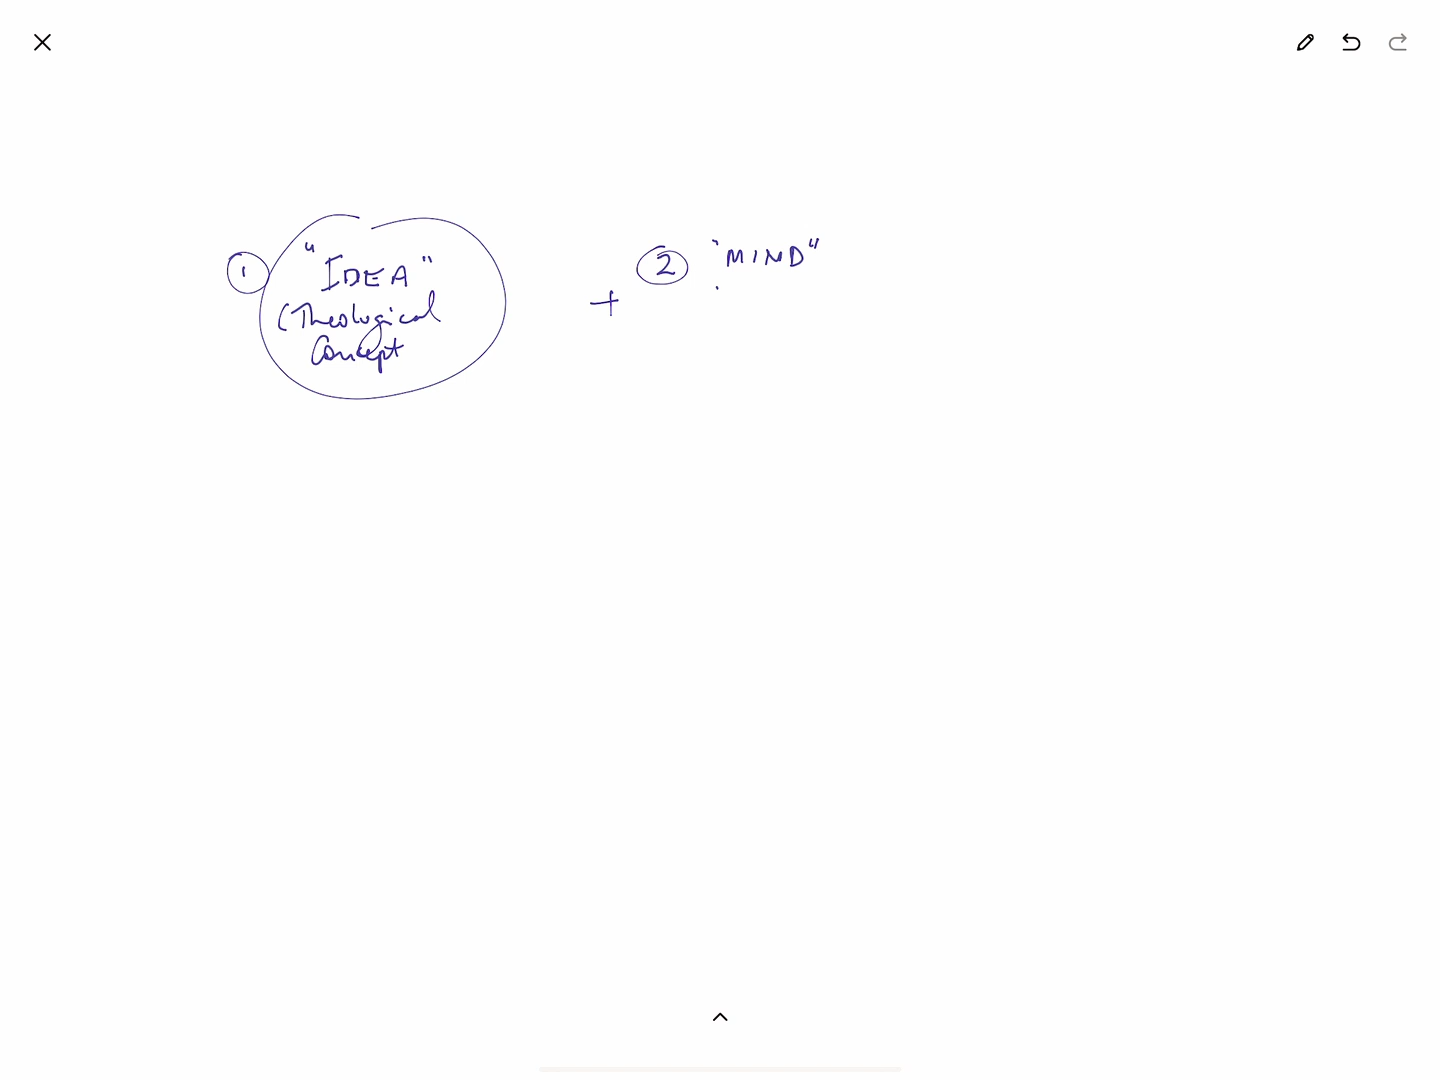 ① "IDEA"
(Theological
Concept
+ ② "MIND"